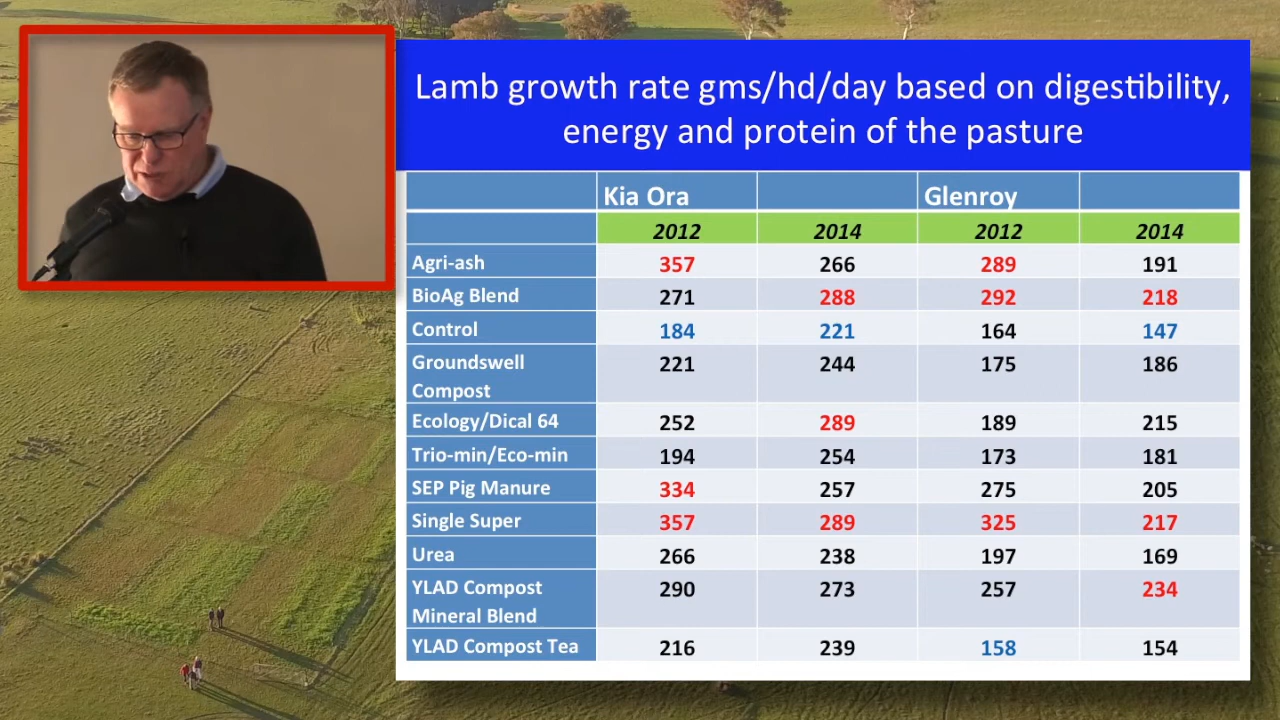 Lamb growth rate gms/hd/day based on digestibility,
energy and protein of the pasture
Kia Ora Glenroy
2012 2014 2012 2014
Agri-ash 357 266 289 191
BioAg Blend 271 288 292 218
Control 184 221 164 147
Groundswell 221 244 175 186
Compost
Ecology/Dical 64 252 289 189 215
Trio-min/Eco-min 194 254 173 181
SEP Pig Manure 334 257 275 205
Single Super 357 289 325 217
Urea 266 238 197 169
YLAD Compost 290 273 257 234
Mineral Blend
YLAD Compost Tea 216 239 158 154